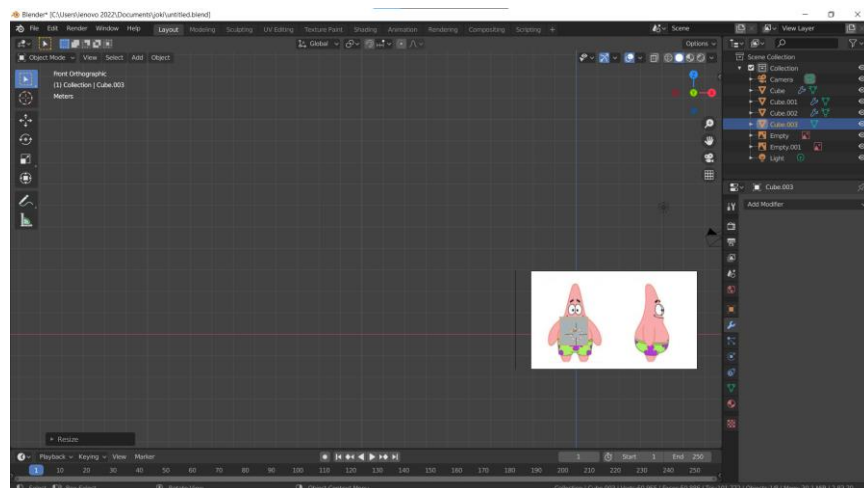 Blender* [C:\Users\lenovo 2022\Documents\joki\untitled.blend]
File Edit Render Window Help Layout Modeling Sculpting UV Editing Texture Paint Shading Animation Rendering Compositing Scripting + Scene View Layer
Global Options
Object Mode View Select Add Object
Front Orthographic
(1) Collection | Cube.003
Meters
Scene Collection
Collection
Camera
Cube
Cube.001
Cube.002
Cube.003
Empty
Empty.001
Light
Cube.003
Add Modifier
Resize
Playback Keying View Marker 1 Start 1 End 250
1 10 20 30 40 50 60 70 80 90 100 110 120 130 140 150 160 170 180 190 200 210 220 230 240 250